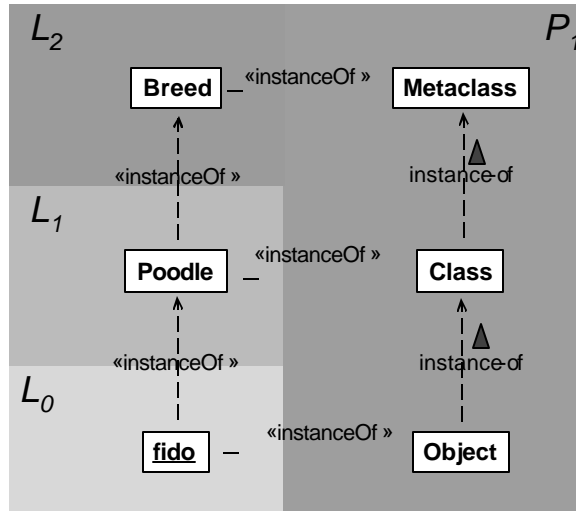 L2
P1
Breed
«instanceOf »
Metaclass
«instanceOf »
instance-of
L1
Poodle
«instanceOf »
Class
«instanceOf »
instance-of
L0
fido
«instanceOf »
Object